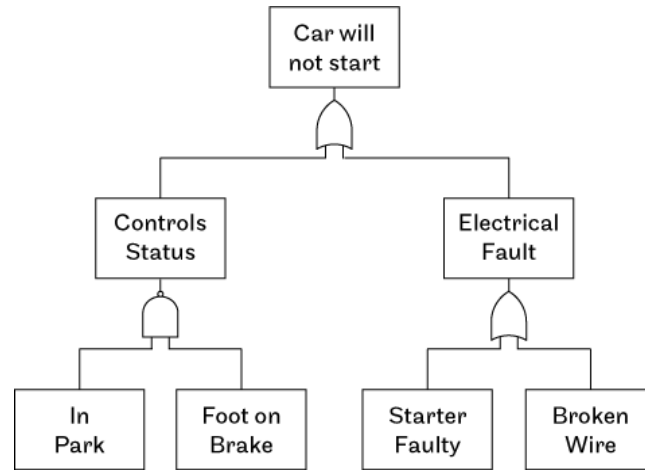 Car will
not start
Controls
Status
Electrical
Fault
In
Park
Foot on
Brake
Starter
Faulty
Broken
Wire